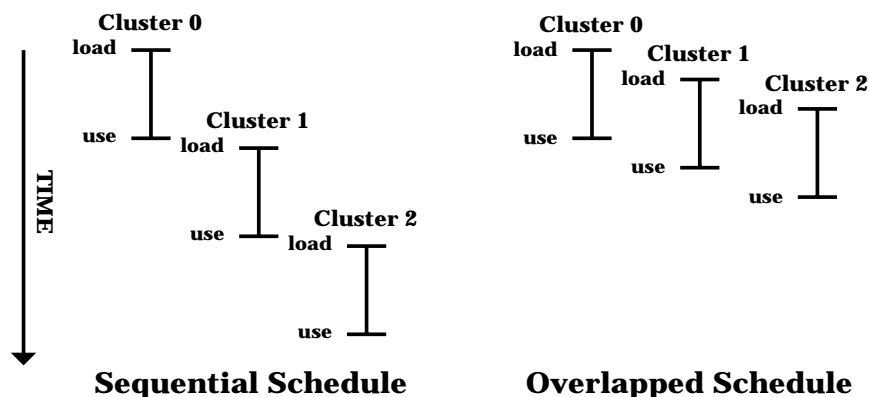 Cluster 0
load
use
Cluster 1
load
use
Cluster 2
load
use
TIME
Sequential Schedule
Cluster 0
load
use
Cluster 1
load
use
Cluster 2
load
use
Overlapped Schedule